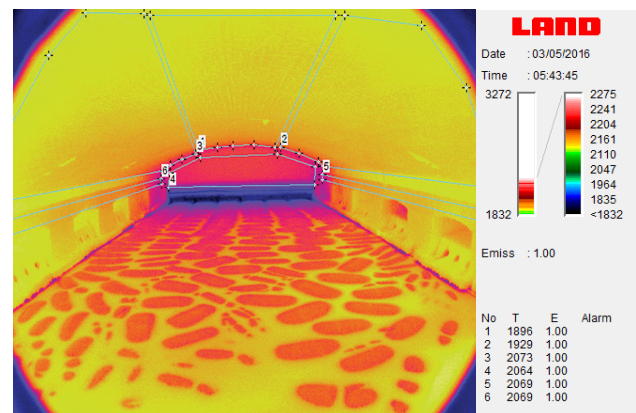 LAND
Date : 03/05/2016
Time : 05:43:45
3272 2275
2241
2204
2161
2110
2047
1964
1832 1835
<1832
Emiss : 1.00
No T E Alarm
1 1896 1.00
2 1929 1.00
3 2073 1.00
4 2064 1.00
5 2069 1.00
6 2069 1.00
2
3
5
6
4